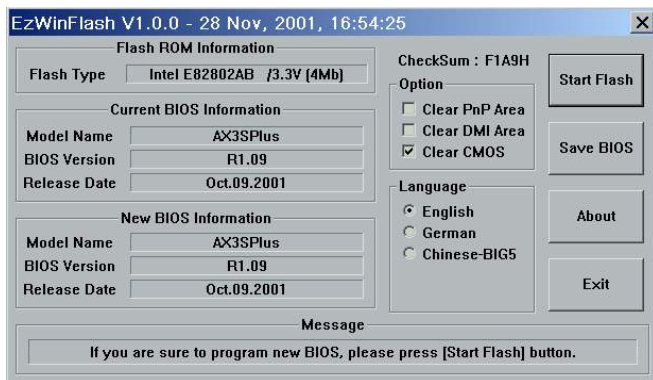 EzWinFlash V1.0.0 - 28 Nov, 2001, 16:54:25
Flash ROM Information
Flash Type Intel E82802AB /3.3V (4Mb)
Current BIOS Information
Model Name AX3SPlus
BIOS Version R1.09
Release Date Oct.09.2001
New BIOS Information
Model Name AX3SPlus
BIOS Version R1.09
Release Date Oct.09.2001
CheckSum : F1A9H
Option
Clear PnP Area
Clear DMI Area
Clear CMOS
Language
English
German
Chinese-BIG5
Start Flash
Save BIOS
About
Exit
Message
If you are sure to program new BIOS, please press [Start Flash] button.